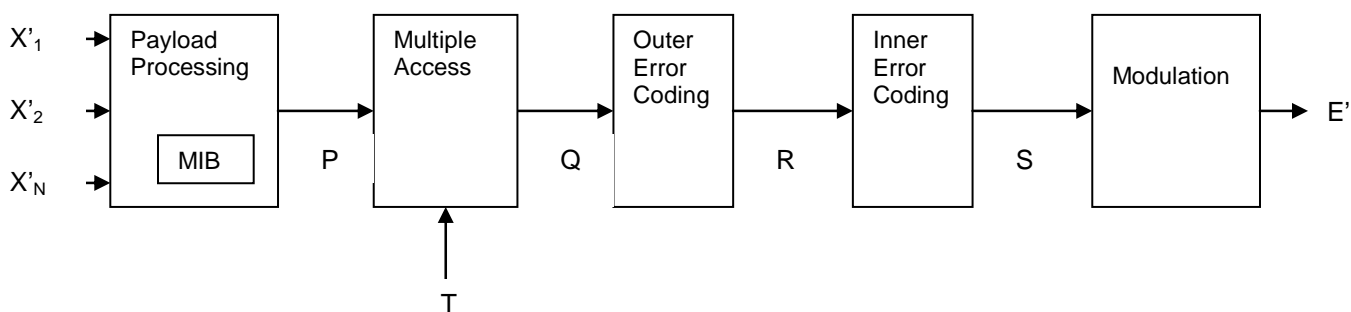 X'₁
X'₂
X'ₙ
Payload
Processing
MIB
P
Multiple
Access
T
Q
Outer
Error
Coding
R
Inner
Error
Coding
S
Modulation
E'